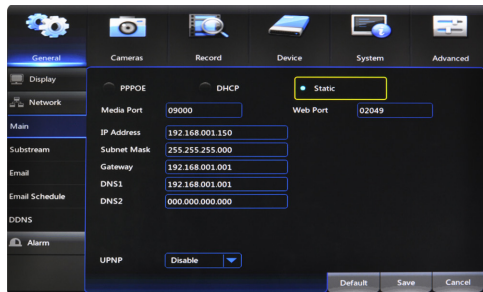 General Cameras Record Device System Advanced
Display
Network
Main
Substream
Email
Email Schedule
DDNS
Alarm
PPPOE DHCP Static
Media Port 09000 Web Port 02049
IP Address 192.168.001.150
Subnet Mask 255.255.255.000
Gateway 192.168.001.001
DNS1 192.168.001.001
DNS2 000.000.000.000
UPNP Disable
Default Save Cancel